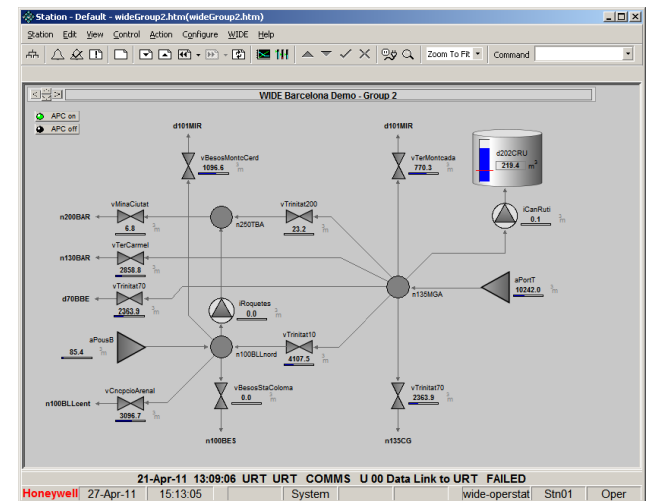 Station - Default - wideGroup2.htm(wideGroup2.htm)
Station Edit View Control Action Configure WIDE Help
Zoom To Fit Command
WIDE Barcelona Demo - Group 2
APC on
APC off
d101MIR
d101MIR
vBesosMontcCerd
1096.6
vTerMontcada
770.3
d202CRU
219.4 m3
vMinaCiutat
n200BAR
6.8
n250TBA
vTrinitat200
23.2
iCanRuti
0.1
vTerCarmel
n130BAR
2858.8
vTrinitat70
d70BBE
2363.9
iRoquetes
0.0
n135MGA
aPortT
10242.0
aPousB
85.4
n100BLLnord
vTrinitat10
4107.5
vCnopcioArenal
n100BLLcent
3096.7
vBesosStaColoma
0.0
vTrinitat70
2363.9
n100BES
n135CG
21-Apr-11 13:09:06 URT URT COMMS U 00 Data Link to URT FAILED
Honeywell 27-Apr-11 15:13:05 System wide-operstat Stn01 Oper